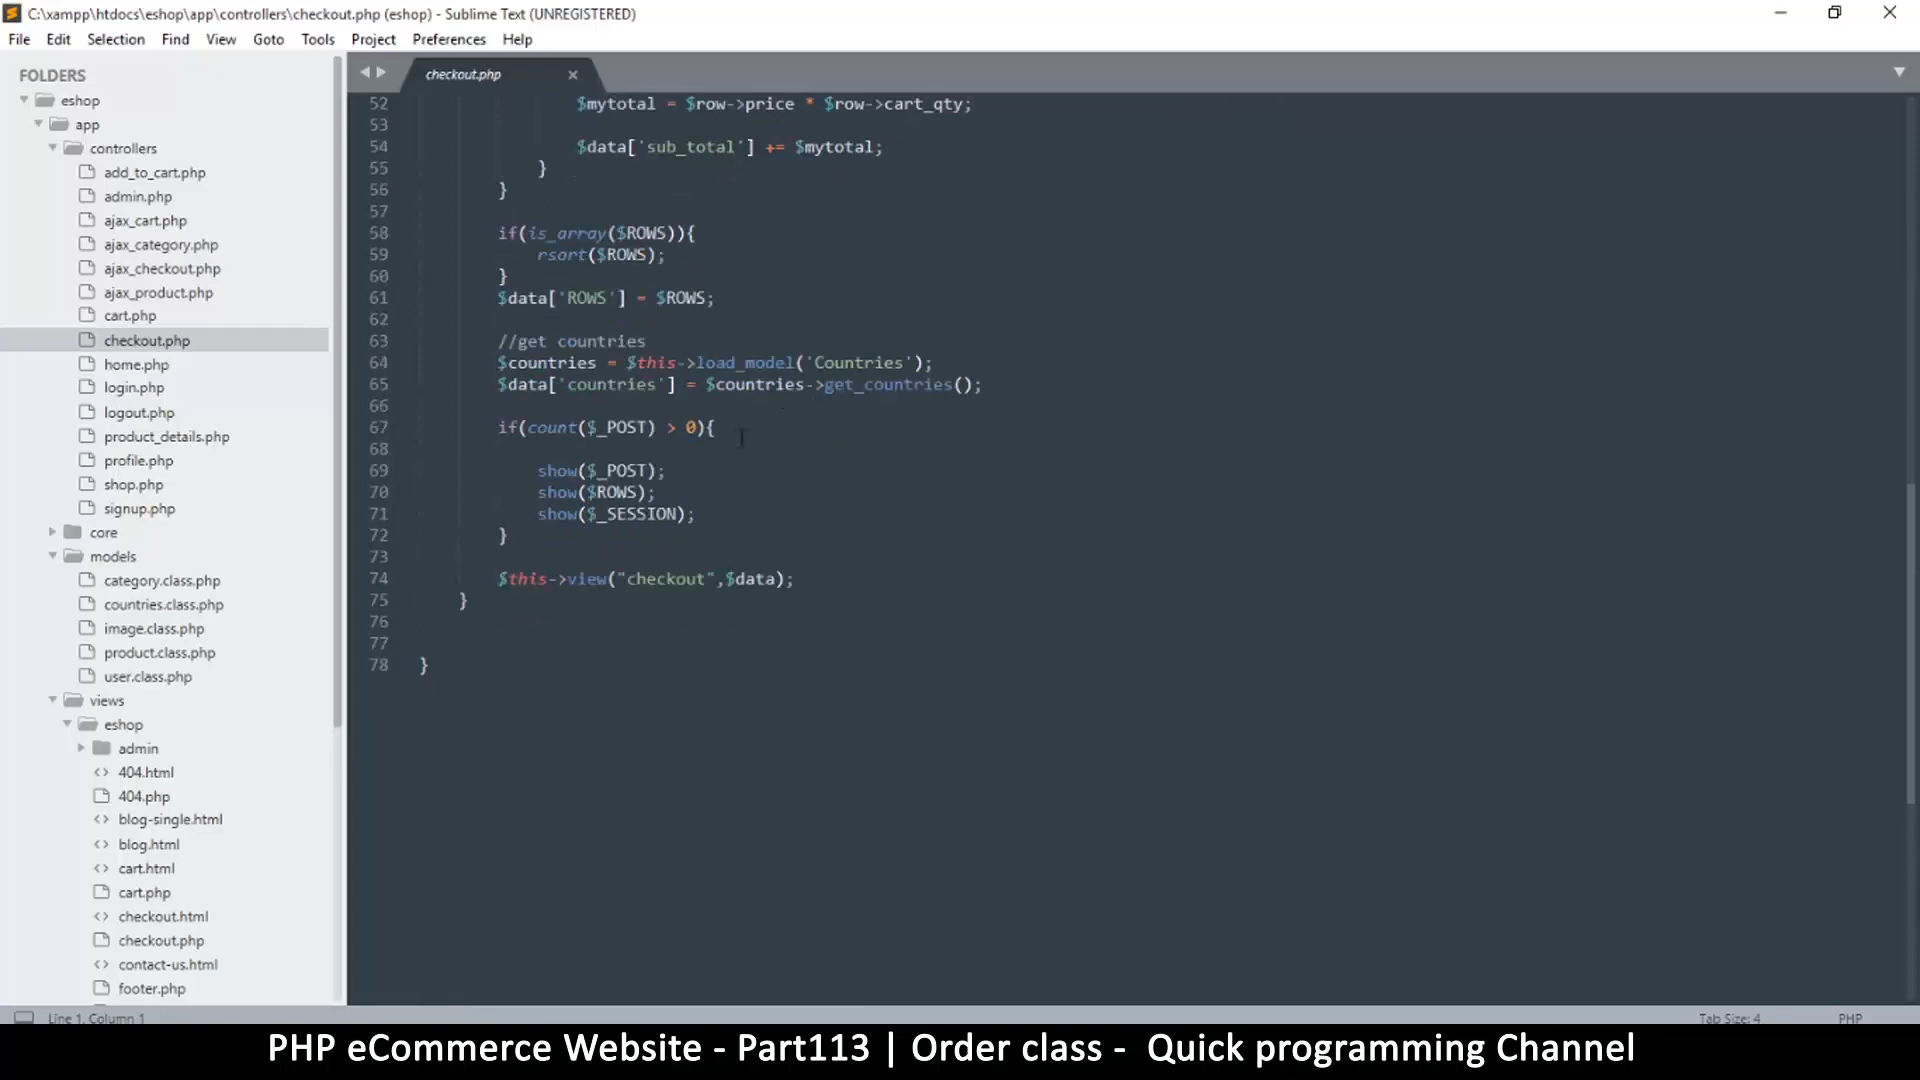 C:\xampp\htdocs\eshop\app\controllers\checkout.php (eshop) - Sublime Text (UNREGISTERED)
File Edit Selection Find View Goto Tools Project Preferences Help
FOLDERS
eshop
app
controllers
add_to_cart.php
admin.php
ajax_cart.php
ajax_category.php
ajax_checkout.php
ajax_product.php
cart.php
checkout.php
home.php
login.php
logout.php
product_details.php
profile.php
shop.php
signup.php
core
models
category.class.php
countries.class.php
image.class.php
product.class.php
user.class.php
views
eshop
admin
404.html
404.php
blog-single.html
blog.html
cart.html
cart.php
checkout.html
checkout.php
contact-us.html
footer.php
checkout.php
52 $mytotal = $row->price * $row->cart_qty;
53
54 $data['sub_total'] += $mytotal;
55 }
56 }
57
58 if(is_array($ROWS)){
59 rsort($ROWS);
60 }
61 $data['ROWS'] = $ROWS;
62
63 //get countries
64 $countries = $this->load_model('Countries');
65 $data['countries'] = $countries->get_countries();
66
67 if(count($_POST) > 0){
68
69 show($_POST);
70 show($ROWS);
71 show($_SESSION);
72 }
73
74 $this->view("checkout",$data);
75 }
76
77
78 }
Line 1, Column 1
Tab Size: 4
PHP
PHP eCommerce Website - Part113 | Order class - Quick programming Channel